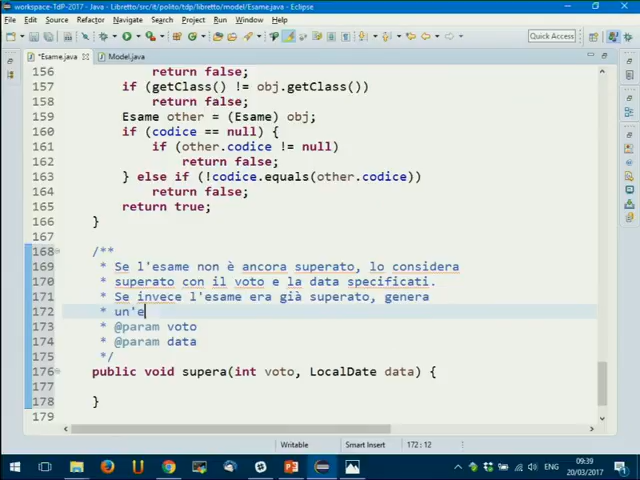 workspace-TdP-2017 - Java - Libretto/src/it/polito/tdp/libretto/model/Esame.java - Eclipse
File Edit Source Refactor Navigate Search Project Run Window Help
Quick Access
*Esame.java Model.java
156 return false;
157 if (getClass() != obj.getClass())
158 return false;
159 Esame other = (Esame) obj;
160 if (codice == null) {
161 if (other.codice != null)
162 return false;
163 } else if (!codice.equals(other.codice))
164 return false;
165 return true;
166 }
167
168 /**
169 * Se l'esame non è ancora superato, lo considera
170 * superato con il voto e la data specificati.
171 * Se invece l'esame era già superato, genera
172 * un'e
173 * @param voto
174 * @param data
175 */
176 public void supera(int voto, LocalDate data) {
177
178 }
179
Writable Smart Insert 172 : 12
ENG 09:39
20/03/2017